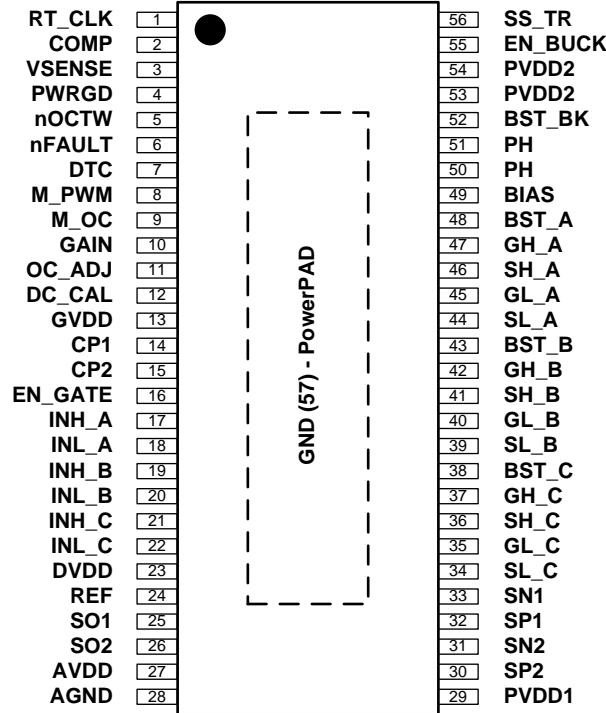 RT_CLK 1 56 SS_TR
COMP 2 55 EN_BUCK
VSENSE 3 54 PVDD2
PWRGD 4 53 PVDD2
nOCTW 5 52 BST_BK
nFAULT 6 51 PH
DTC 7 50 PH
M_PWM 8 49 BIAS
M_OC 9 48 BST_A
GAIN 10 47 GH_A
OC_ADJ 11 46 SH_A
DC_CAL 12 45 GL_A
GVDD 13 44 SL_A
CP1 14 43 BST_B
CP2 15 42 GH_B
EN_GATE 16 41 SH_B
INH_A 17 40 GL_B
INL_A 18 39 SL_B
INH_B 19 38 BST_C
INL_B 20 37 GH_C
INH_C 21 36 SH_C
INL_C 22 35 GL_C
DVDD 23 34 SL_C
REF 24 33 SN1
SO1 25 32 SP1
SO2 26 31 SN2
AVDD 27 30 SP2
AGND 28 29 PVDD1
GND (57) - PowerPAD